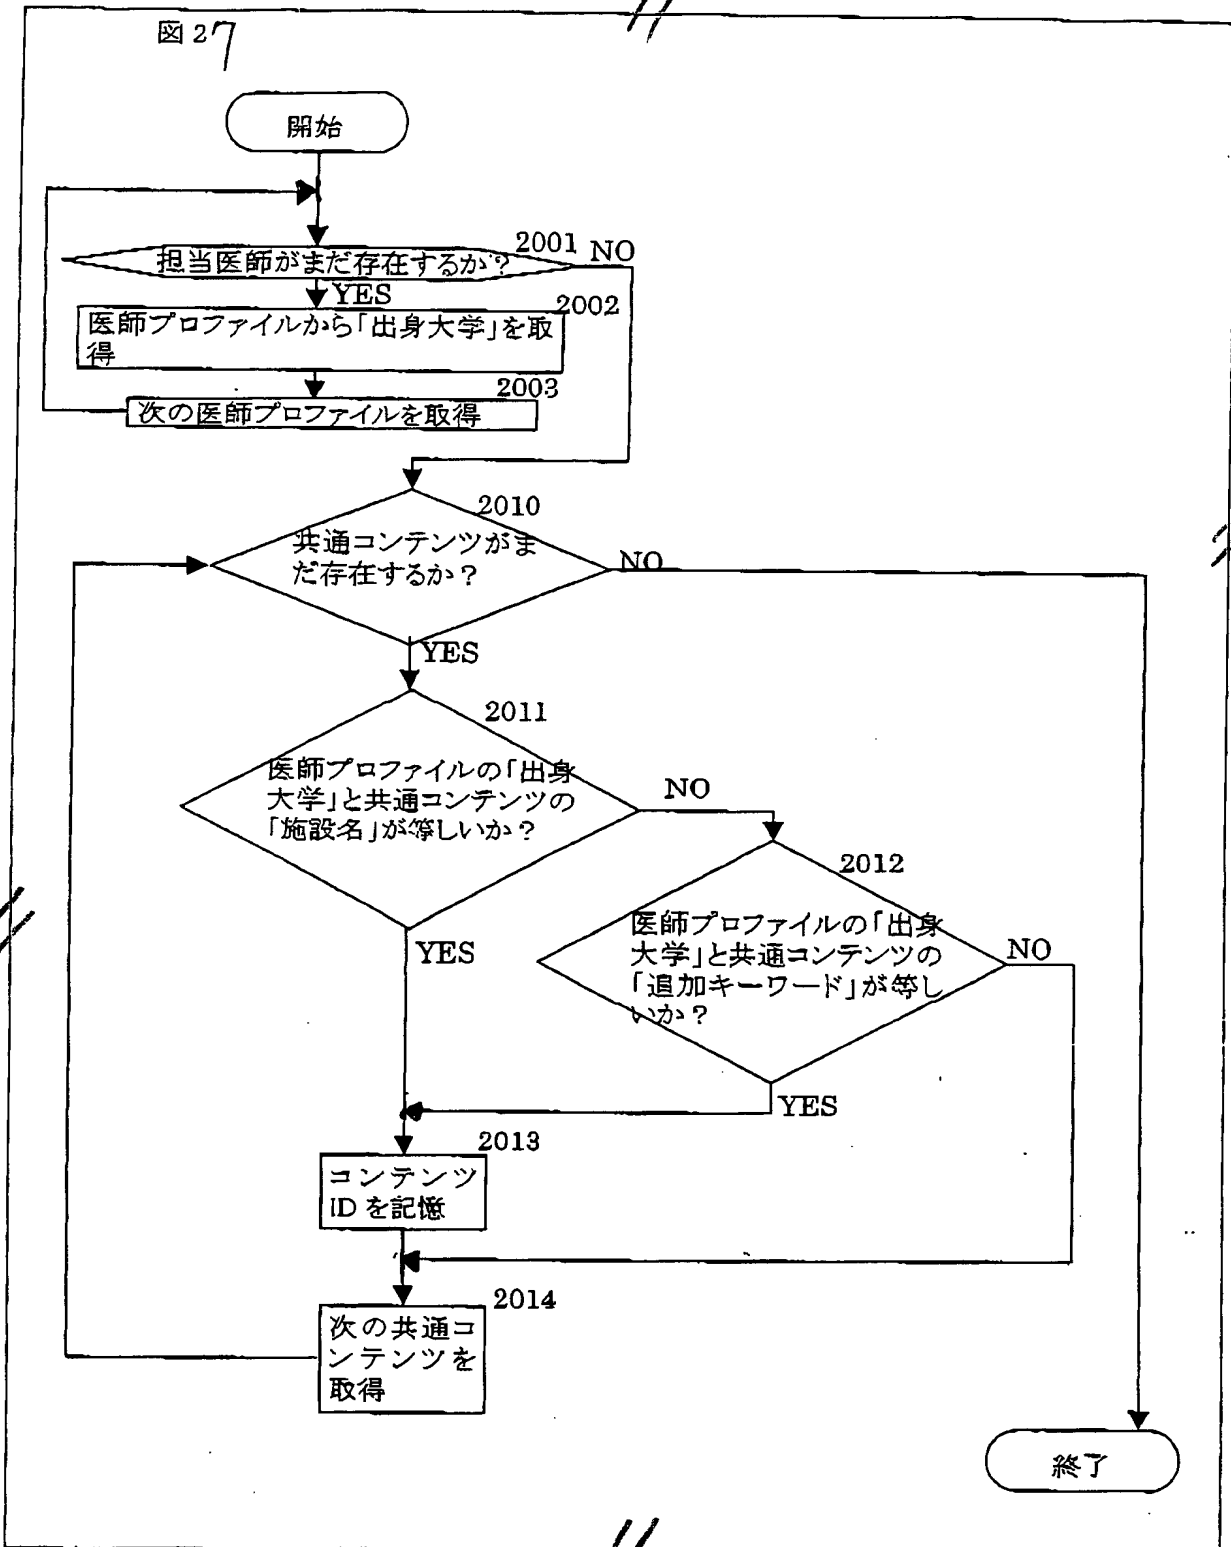 図27
開始
2001
NO
担当医師がまだ存在するか?
YES
2002
医師プロファイルから「出身大学」を取
得
2003
次の医師プロファイルを取得
2010
共通コンテンツがま
だ存在するか?
NO
YES
2011
医師プロファイルの「出身
大学」と共通コンテンツの
「施設名」が等しいか?
NO
2012
医師プロファイルの「出身
大学」と共通コンテンツの
「追加キーワード」が等し
いか?
NO
YES
YES
2013
コンテンツ
IDを記憶
2014
次の共通コ
ンテンツを
取得
終了